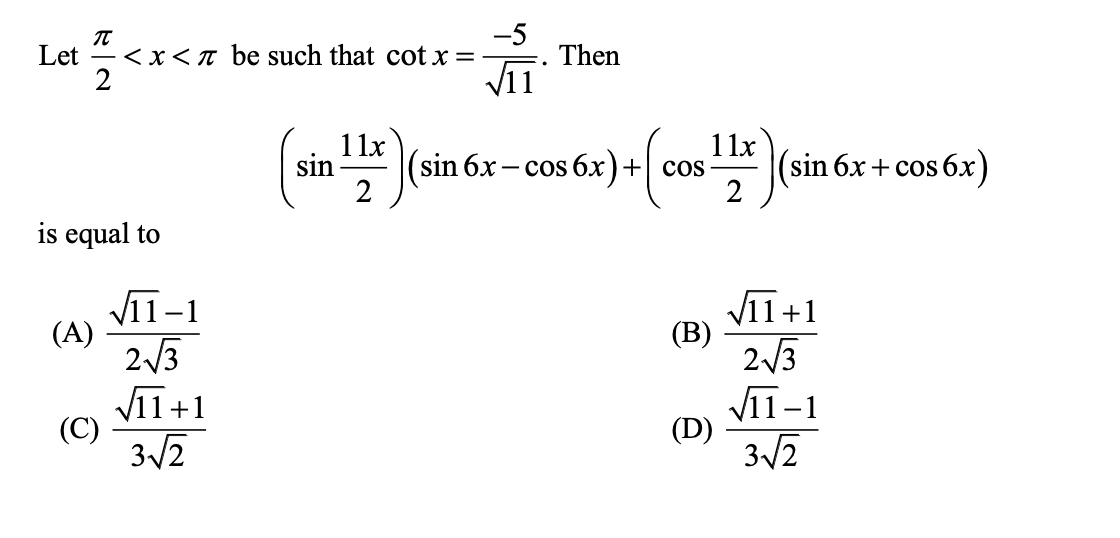 Let π/2 < x < π be such that cot x = −5/√11. Then
(sin 11x/2)(sin 6x − cos 6x) + (cos 11x/2)(sin 6x + cos 6x)
is equal to
(A) (√11 − 1)/(2√3) (B) (√11 + 1)/(2√3)
(C) (√11 + 1)/(3√2) (D) (√11 − 1)/(3√2)